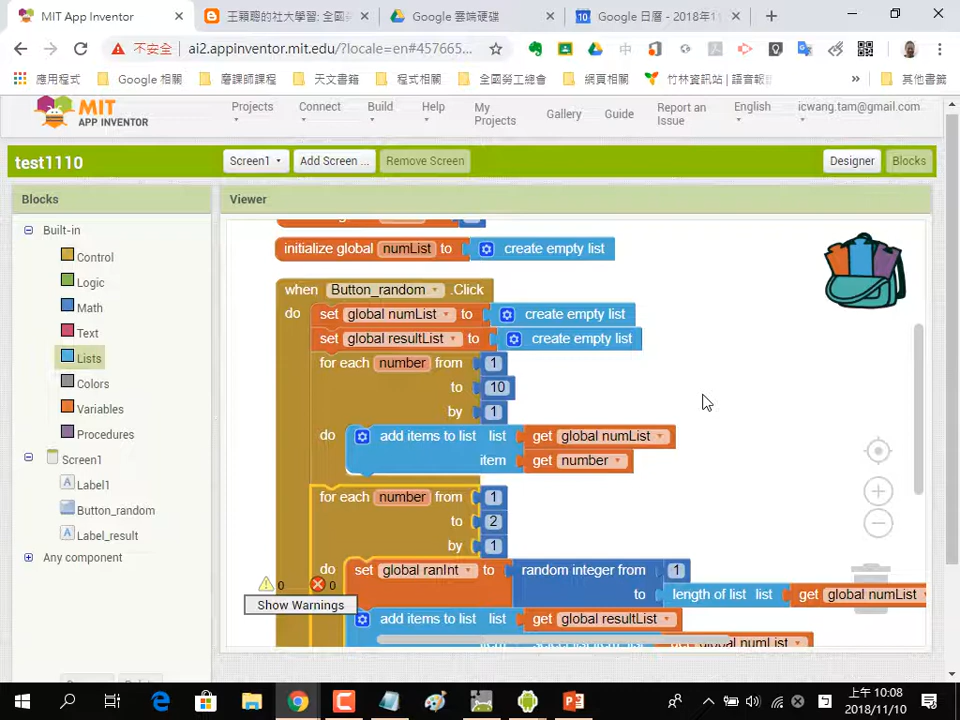 MIT App Inventor
王顆聰的社大學習: 全國
Google 雲端硬碟
10 Google 日曆 - 2018年1
不安全 ai2.appinventor.mit.edu/?locale=en#457665...
應用程式 Google 相關 磨課師課程 天文書籍 程式相關 全國勞工總會 網頁相關 竹林資訊站 | 語音報 » 其他書籤
MIT
APP INVENTOR
Projects Connect Build Help My Projects Gallery Guide Report an Issue English icwang.tam@gmail.com
test1110 Screen1 Add Screen ... Remove Screen Designer Blocks
Blocks Viewer
Built-in
Control
Logic
Math
Text
Lists
Colors
Variables
Procedures
Screen1
Label1
Button_random
Label_result
Any component
initialize global numList to create empty list
when Button_random .Click
do set global numList to create empty list
set global resultList to create empty list
for each number from 1
to 10
by 1
do add items to list list get global numList
item get number
for each number from 1
to 2
by 1
do set global ranInt to random integer from 1
to length of list list get global numList
add items to list list get global resultList
0 0
Show Warnings
上午 10:08
2018/11/10